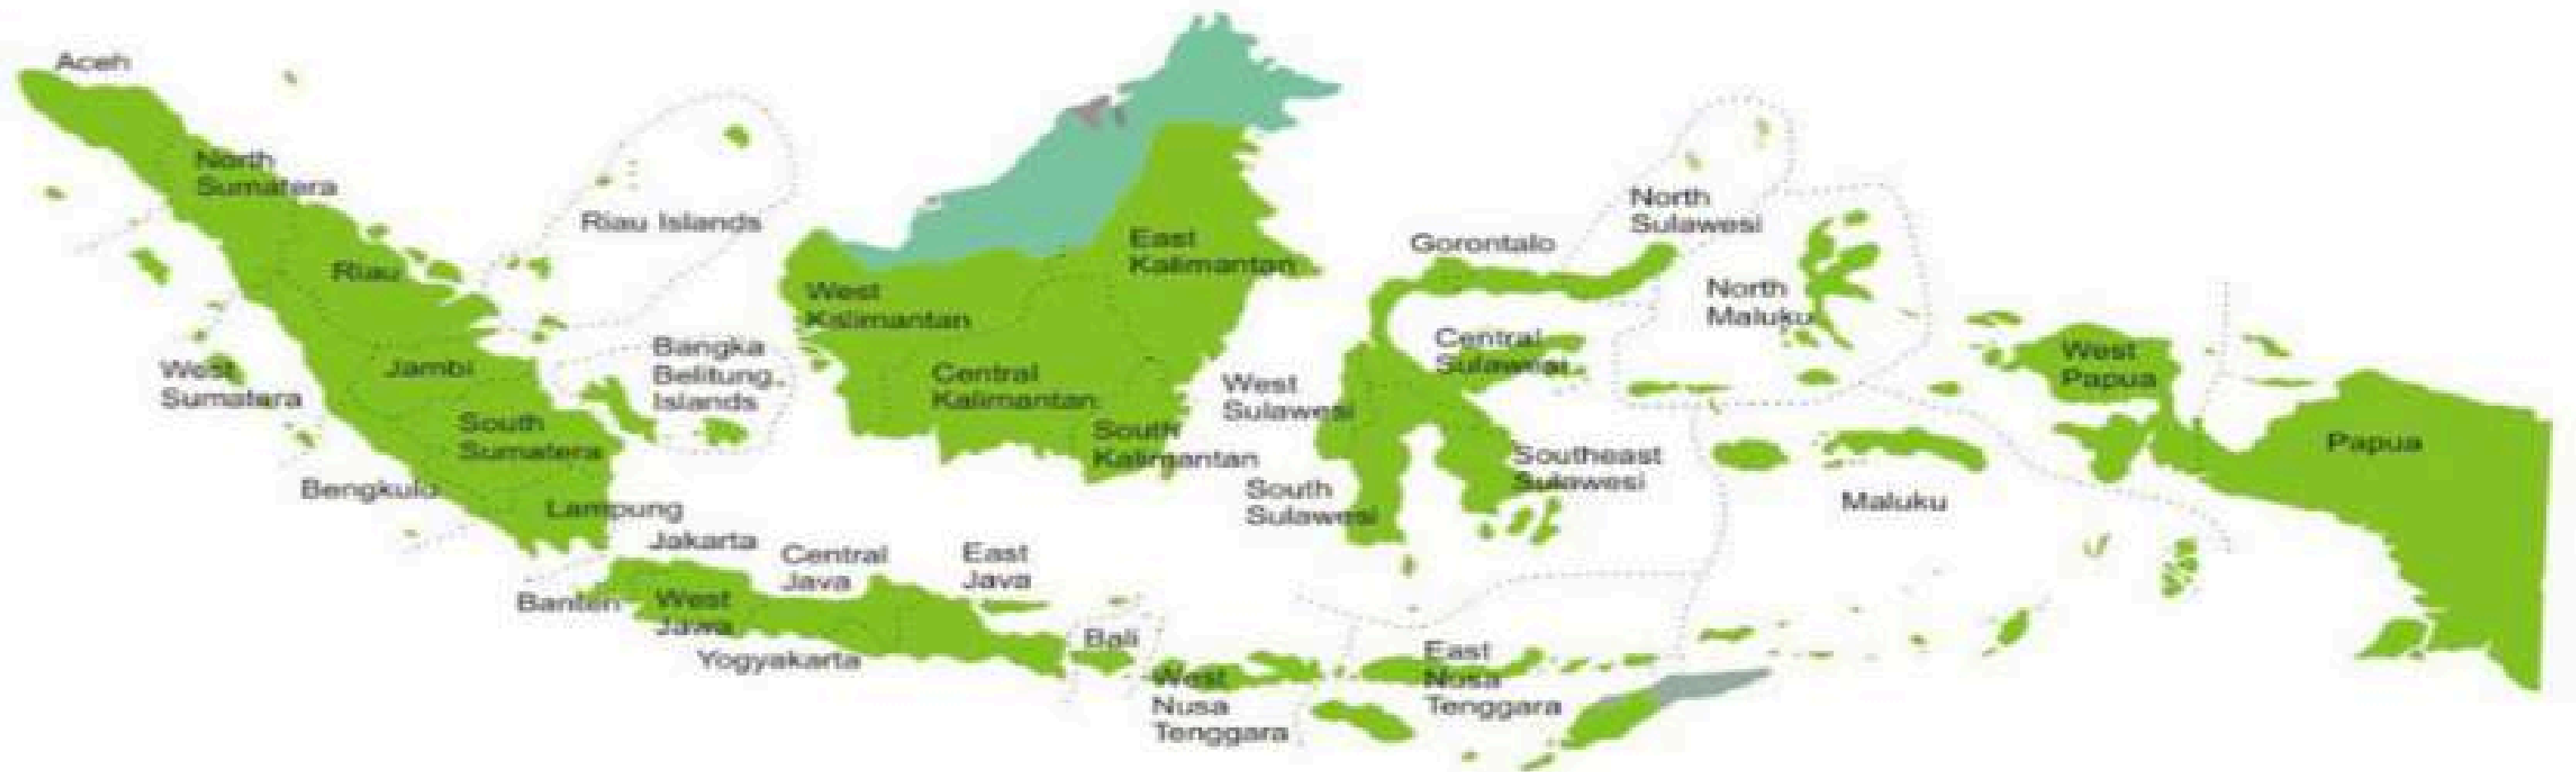 Aceh
North
Sumatera
Riau Islands
Riau
West
Sumatera
Jambi
Bangka
Belitung
Islands
South
Sumatera
Bengkulu
Lampung
Jakarta
Banten
West
Jawa
Central
Java
Yogyakarta
East
Java
Bali
West
Nusa
Tenggara
East
Nusa
Tenggara
West
Kalimantan
East
Kalimantan
Central
Kalimantan
South
Kalimantan
Gorontalo
North
Sulawesi
Central
Sulawesi
West
Sulawesi
South
Sulawesi
Southeast
Sulawesi
North
Maluku
Maluku
West
Papua
Papua